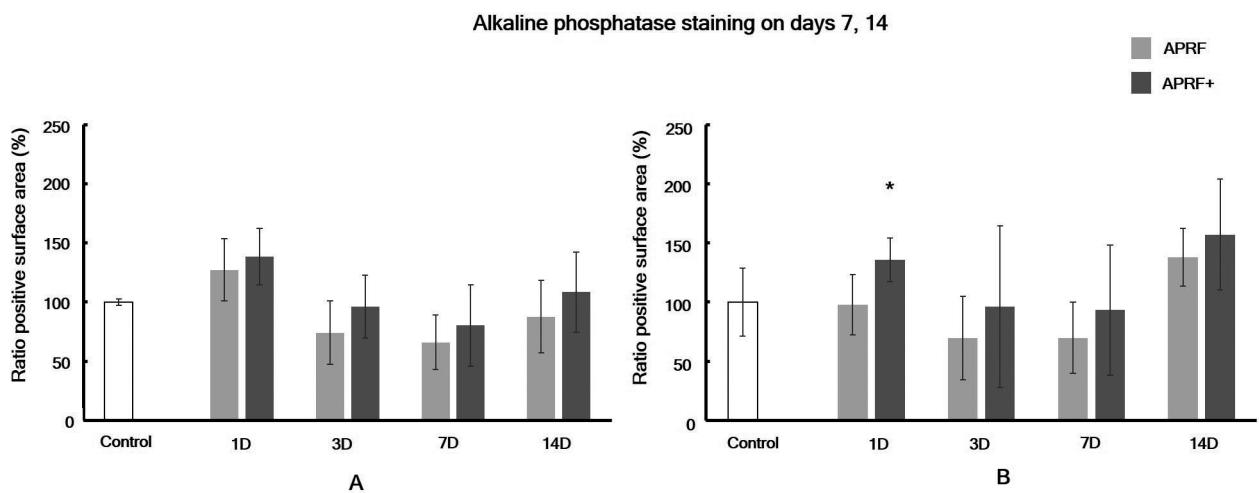 Alkaline phosphatase staining on days 7, 14
APRF
APRF+
Ratio positive surface area (%)
250
200
150
100
50
0
Control 1D 3D 7D 14D
A
Ratio positive surface area (%)
250
200
150
100
50
0
*
Control 1D 3D 7D 14D
B